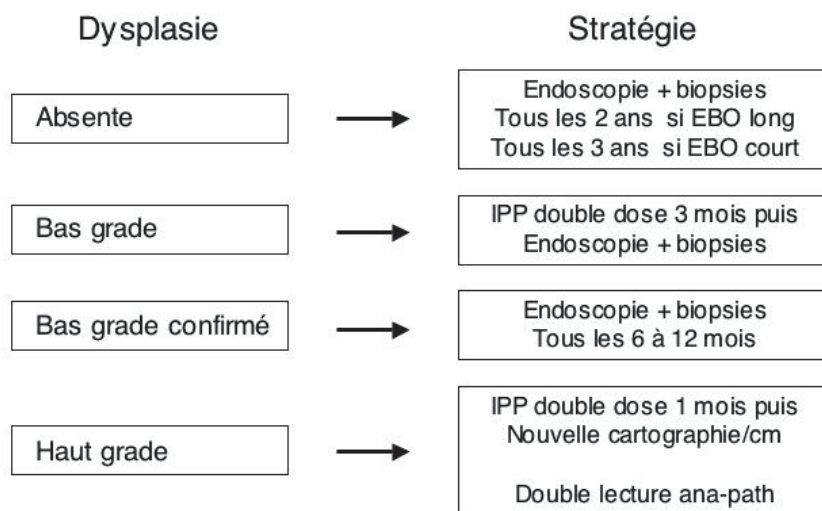 Dysplasie
Stratégie
Absente
Endoscopie + biopsies
Tous les 2 ans si EBO long
Tous les 3 ans si EBO court
Bas grade
IPP double dose 3 mois puis
Endoscopie + biopsies
Bas grade confirmé
Endoscopie + biopsies
Tous les 6 à 12 mois
Haut grade
IPP double dose 1 mois puis
Nouvelle cartographie/cm
Double lecture ana-path